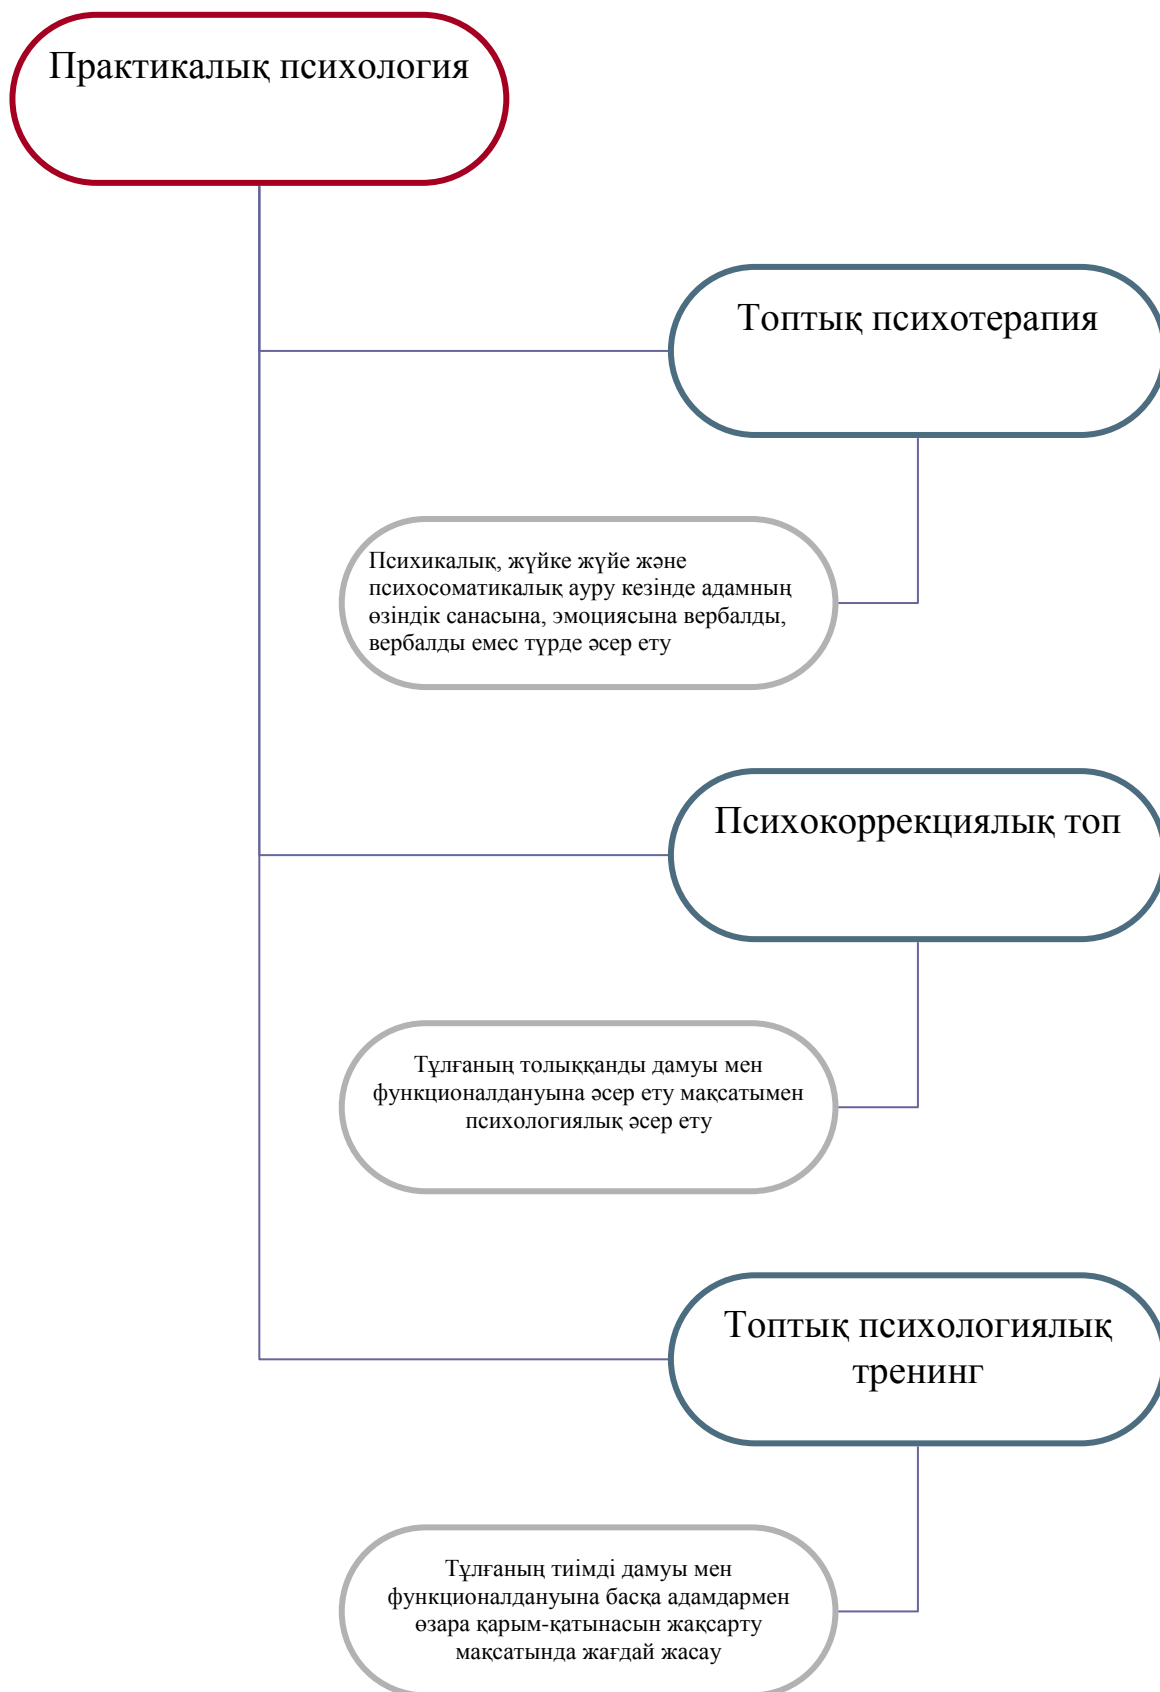 Практикалық психология
Топтық психотерапия
Психикалық, жүйке жүйе және
психосоматикалық ауру кезінде адамның
өзіндік санасына, эмоциясына вербалды,
вербалды емес түрде әсер ету
Психокоррекциялық топ
Тұлғаның толыққанды дамуы мен
функционалдануына әсер ету мақсатымен
психологиялық әсер ету
Топтық психологиялық
тренинг
Тұлғаның тиімді дамуы мен
функционалдануына басқа адамдармен
өзара қарым-қатынасын жақсарту
мақсатында жағдай жасау